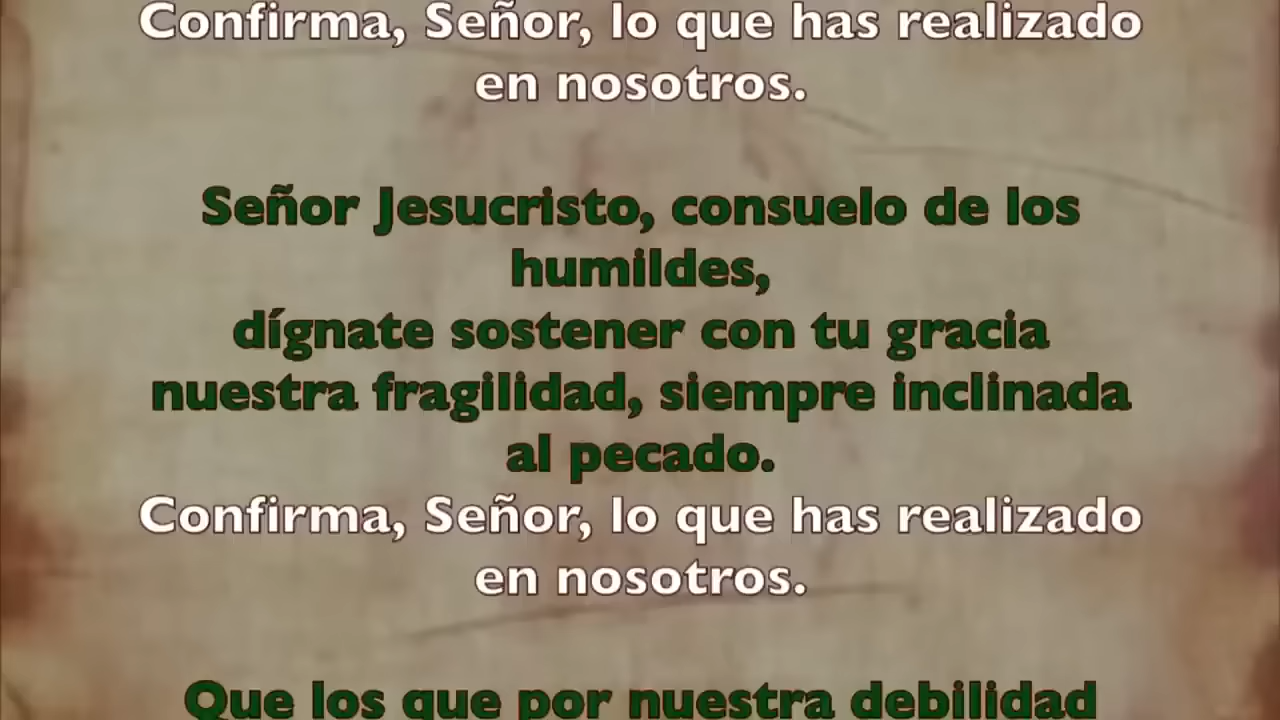 Confirma, Señor, lo que has realizado
en nosotros.
Señor Jesucristo, consuelo de los
humildes,
dígnate sostener con tu gracia
nuestra fragilidad, siempre inclinada
al pecado.
Confirma, Señor, lo que has realizado
en nosotros.
Que los que por nuestra debilidad